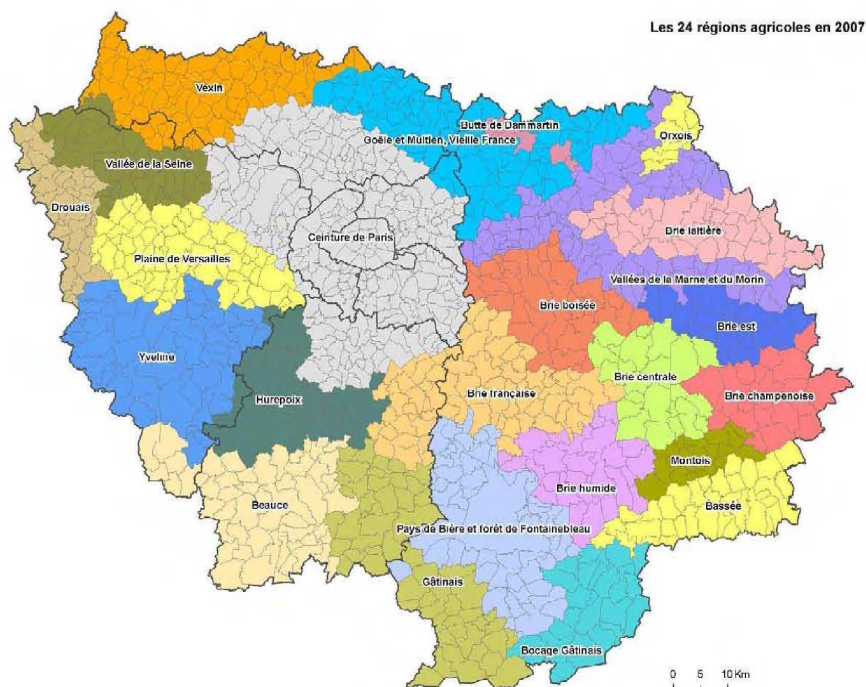 Les 24 régions agricoles en 2007
Vexin
Butte de Dammartin
Orxois
Goële et Multien, Vieille France
Vallée de la Seine
Drouais
Brie laitière
Ceinture de Paris
Plaine de Versailles
Vallées de la Marne et du Morin
Brie boisée
Brie est
Yveline
Brie centrale
Brie française
Brie champenoise
Hurepoix
Montois
Brie humide
Beauce
Bassée
Pays de Bière et forêt de Fontainebleau
Gâtinais
Bocage Gâtinais
0 5 10 Km